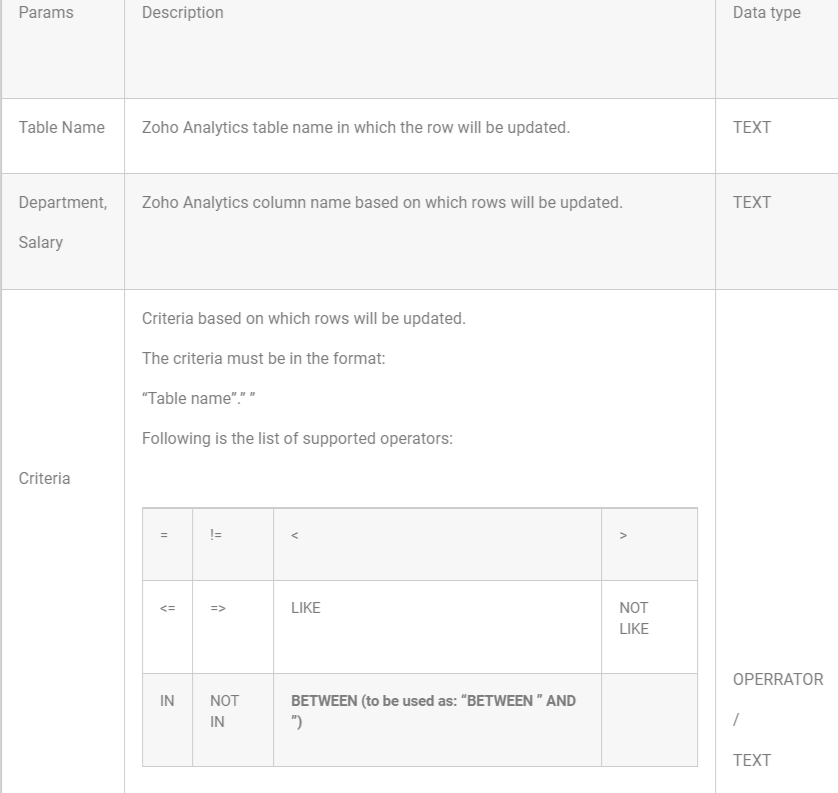 Params Description Data type
Table Name Zoho Analytics table name in which the row will be updated. TEXT
Department, Zoho Analytics column name based on which rows will be updated. TEXT
Salary
Criteria based on which rows will be updated.
The criteria must be in the format:
“Table name”.” ”
Following is the list of supported operators:
Criteria
= != < >
<= => LIKE NOT
LIKE
OPERRATOR
IN NOT BETWEEN (to be used as: “BETWEEN ” AND
IN ”)
/
TEXT